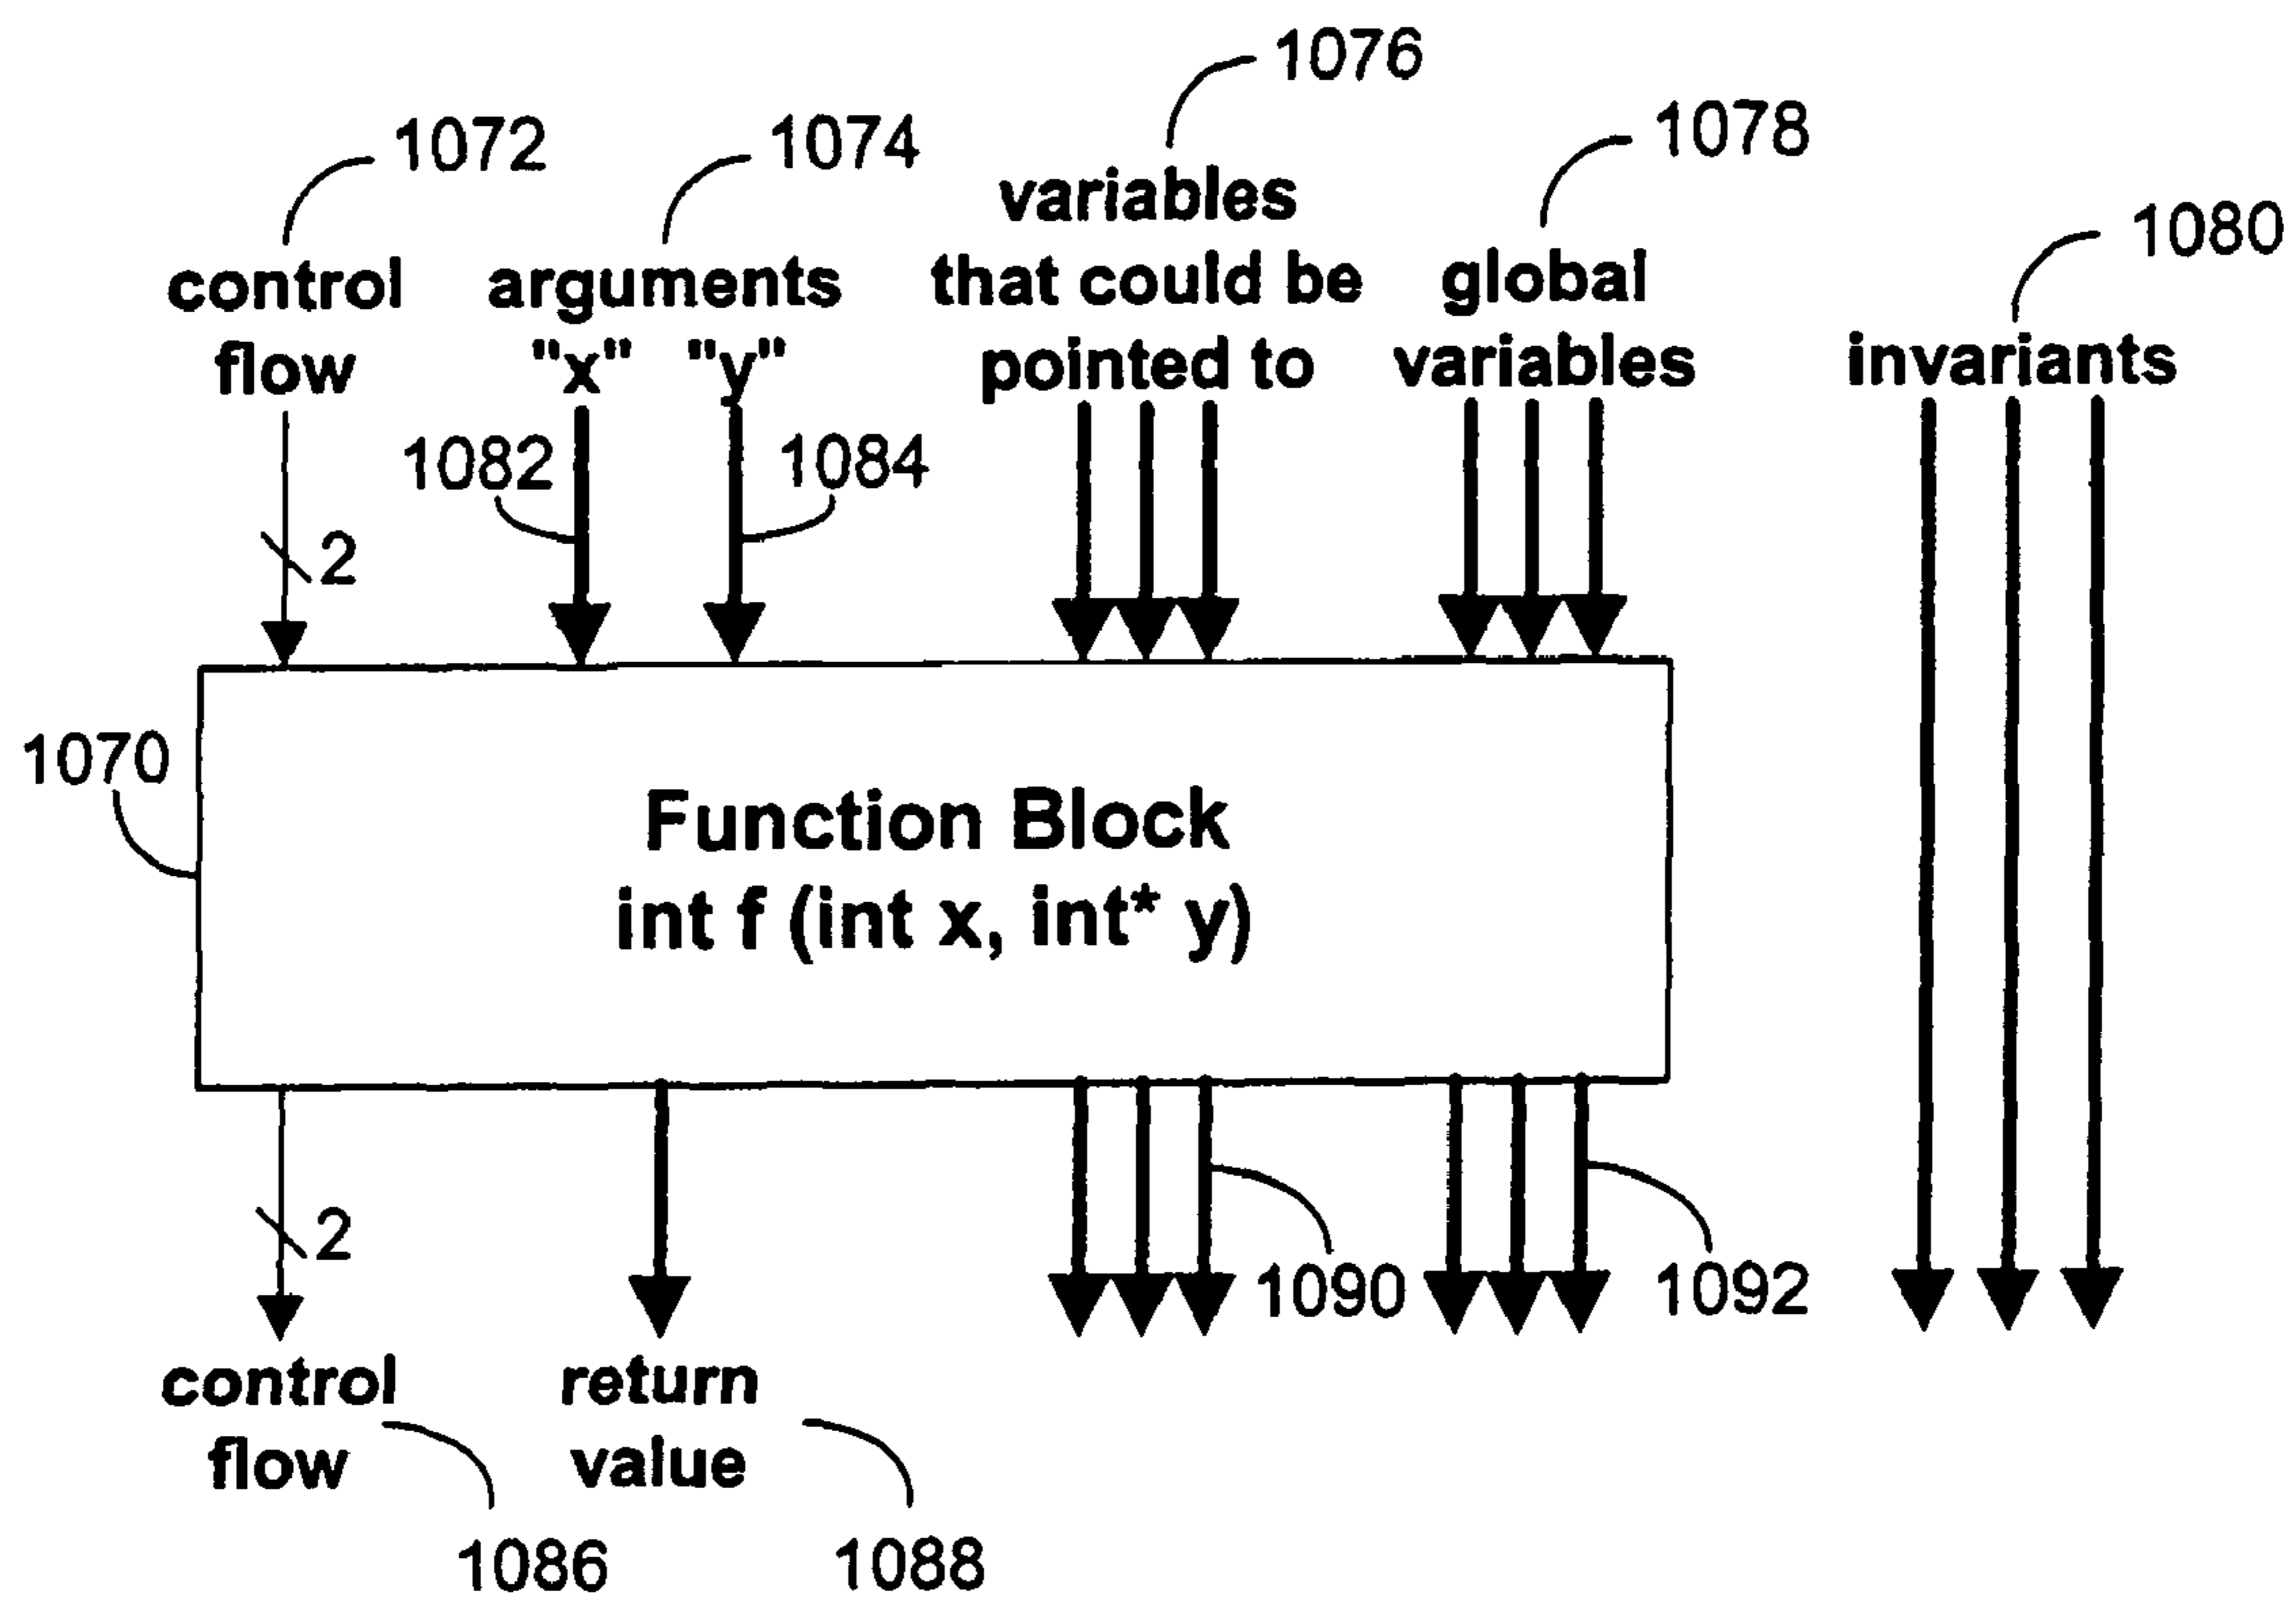 1076
1072
1074
1078
variables
1080
control
arguments
that could be
global
flow
"x" "y"
pointed to
variables
invariants
1082
1084
2
1070
Function Block
int f (int x, int* y)
2
1090
1092
control
return
flow
value
1086
1088